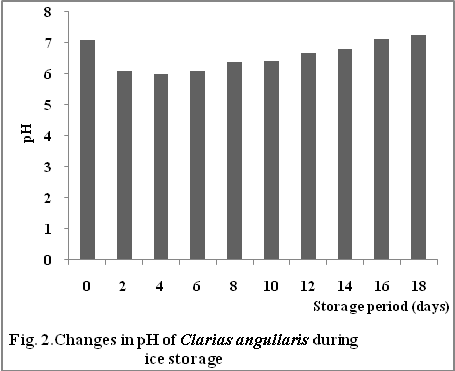 pH
8
7
6
5
4
3
2
1
0
0 2 4 6 8 10 12 14 16 18
Storage period (days)
Fig. 2.Changes in pH of Clarias anguilaris during
ice storage